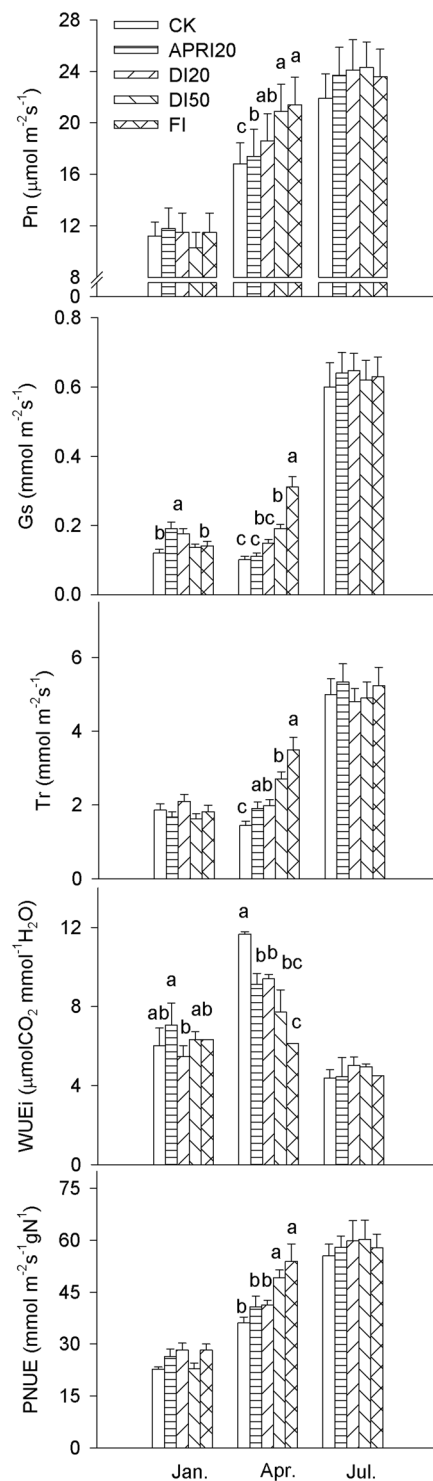 28
24
20
16
12
8
0
Pn (μmol m-2s-1)
CK
APRI20
DI20
DI50
FI
c b ab a a
0.8
0.6
0.4
0.2
0.0
Gs (mmol m-2s-1)
b a b
c c bc b a
6
4
2
0
Tr (mmol m-2s-1)
c ab b a
12
8
4
0
WUEi (μmolCO2 mmol-1H2O)
ab a b ab
a b b bc c
75
60
45
30
15
0
PNUE (mmol m-2s-1gN1)
b b b a a
Jan. Apr. Jul.